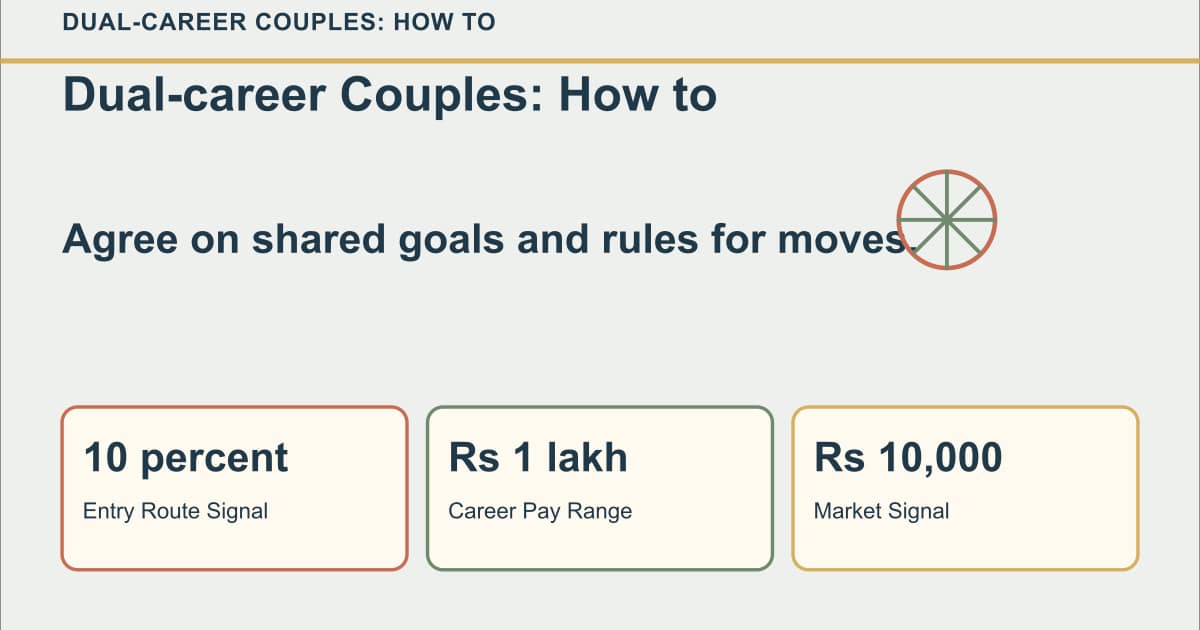 DUAL-CAREER COUPLES: HOW TO
Dual-career Couples: How to
Agree on shared goals and rules for moves.
10 percent
Entry Route Signal
Rs 1 lakh
Career Pay Range
Rs 10,000
Market Signal